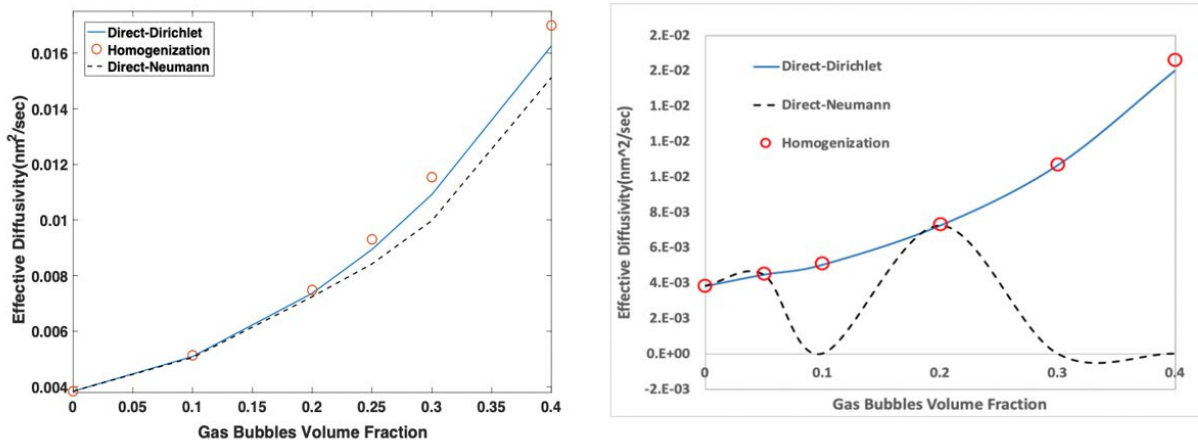 Direct-Dirichlet
Homogenization
Direct-Neumann
0.016
0.014
0.012
0.01
0.008
0.006
0.004
Effective Diffusivity(nm²/sec)
0
0.05
0.1
0.15
0.2
0.25
0.3
0.35
0.4
Gas Bubbles Volume Fraction
2.E-02
2.E-02
1.E-02
1.E-02
1.E-02
8.E-03
6.E-03
4.E-03
2.E-03
0.E+00
-2.E-03
Effective Diffusivity(nm^2/sec)
Direct-Dirichlet
Direct-Neumann
Homogenization
0
0.1
0.2
0.3
0.4
Gas Bubbles Volume Fraction